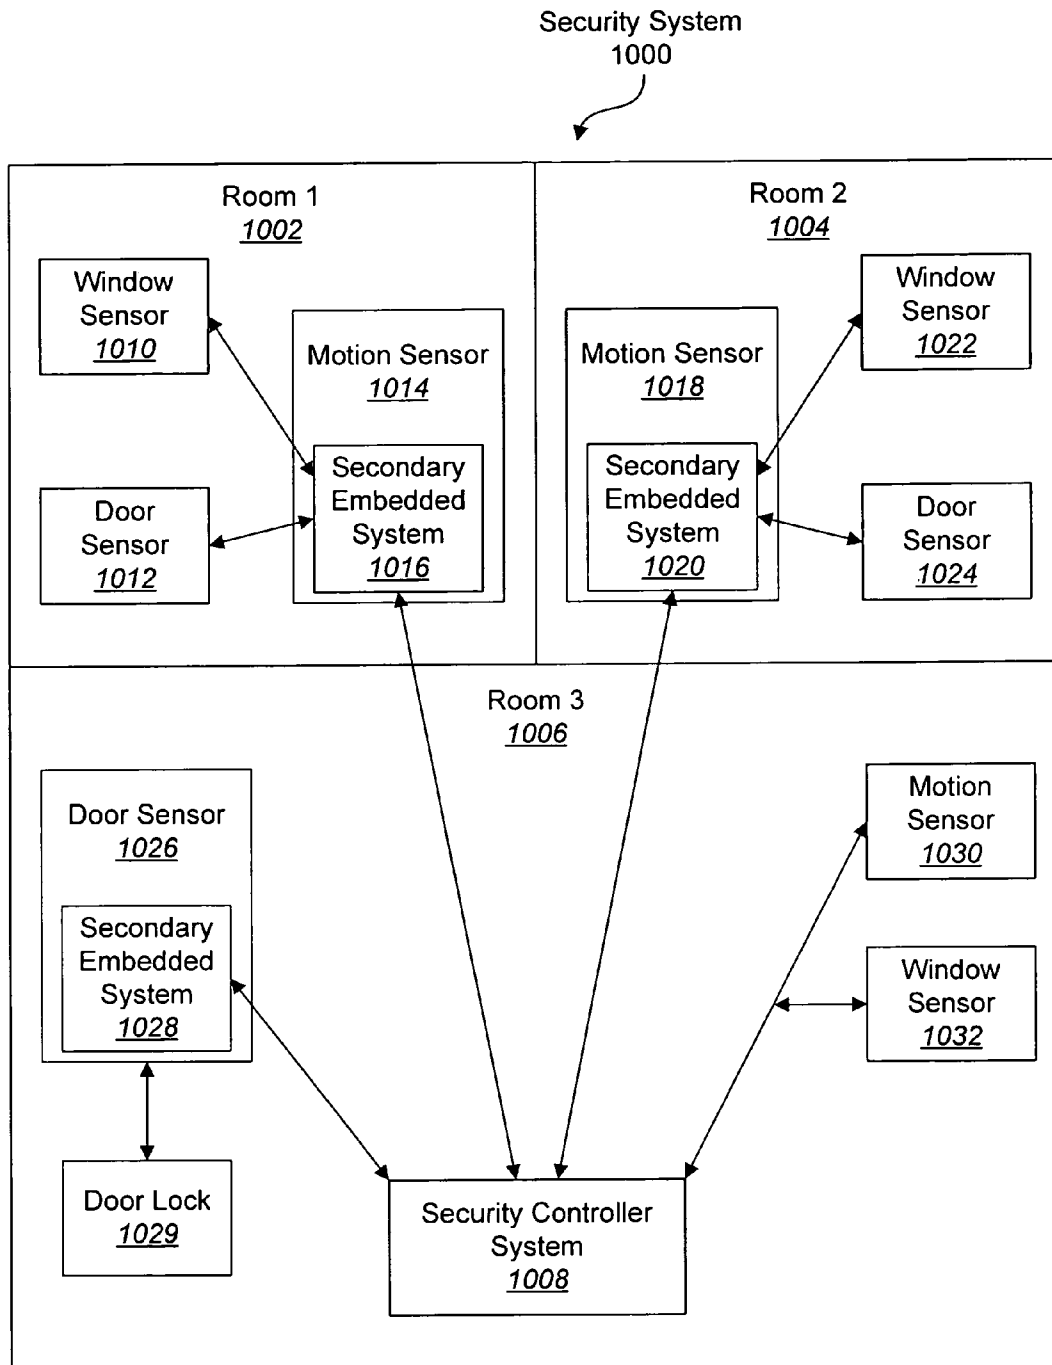 Security System
1000
Room 1
1002
Window
Sensor
1010
Motion Sensor
1014
Secondary
Embedded
System
1016
Door
Sensor
1012
Room 2
1004
Motion Sensor
1018
Secondary
Embedded
System
1020
Window
Sensor
1022
Door
Sensor
1024
Room 3
1006
Door Sensor
1026
Secondary
Embedded
System
1028
Door Lock
1029
Motion
Sensor
1030
Window
Sensor
1032
Security Controller
System
1008